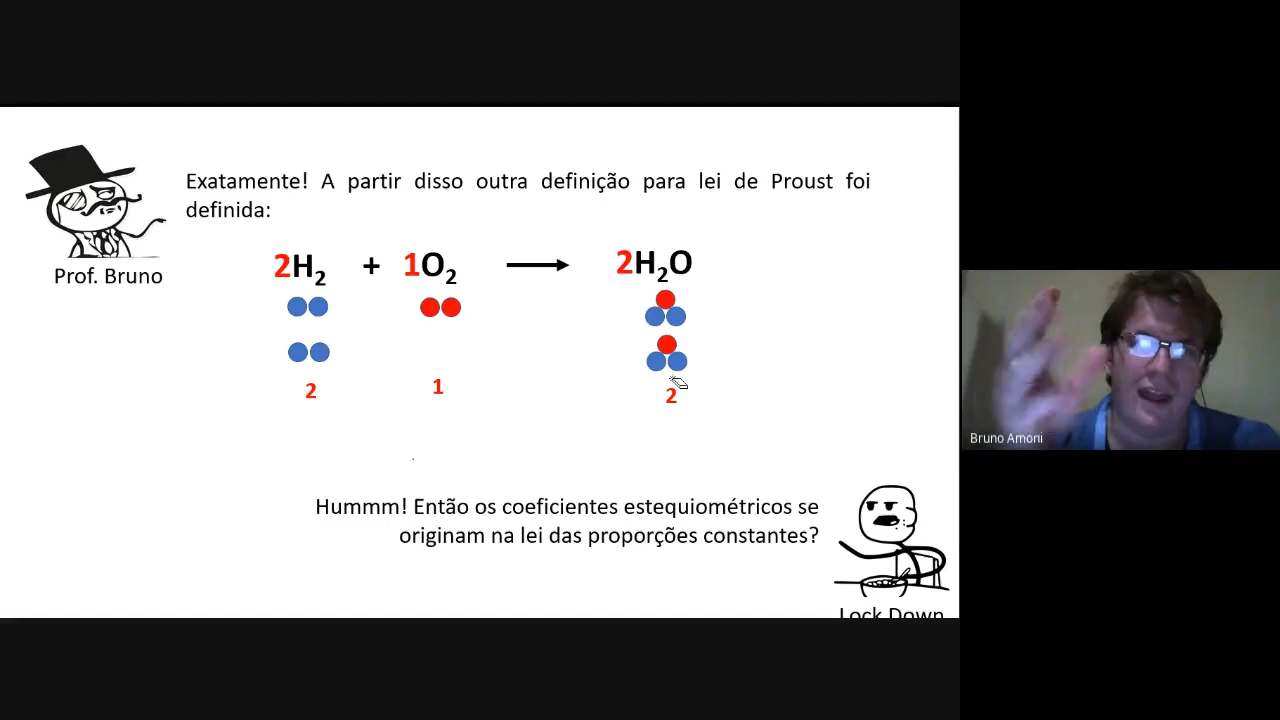 Exatamente! A partir disso outra definição para lei de Proust foi
definida:
Prof. Bruno
2H₂ + 1O₂ ⟶ 2H₂O
2 1 2
Hummm! Então os coeficientes estequiométricos se
originam na lei das proporções constantes?
Lock Down
Bruno Amoni